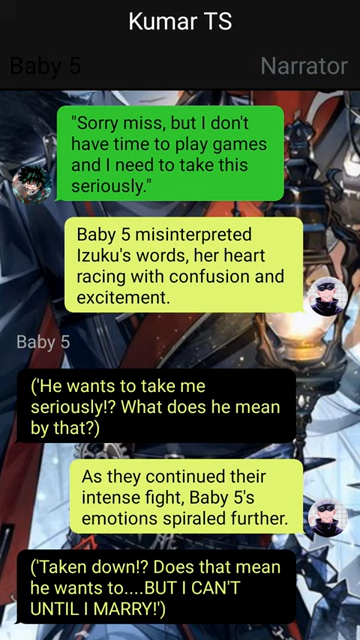 Kumar TS
Baby 5
Narrator
"Sorry miss, but I don't
have time to play games
and I need to take this
seriously."
Baby 5 misinterpreted
Izuku's words, her heart
racing with confusion and
excitement.
Baby 5
('He wants to take me
seriously!? What does he mean
by that?)
As they continued their
intense fight, Baby 5's
emotions spiraled further.
('Taken down!? Does that mean
he wants to....BUT I CAN'T
UNTIL I MARRY!')